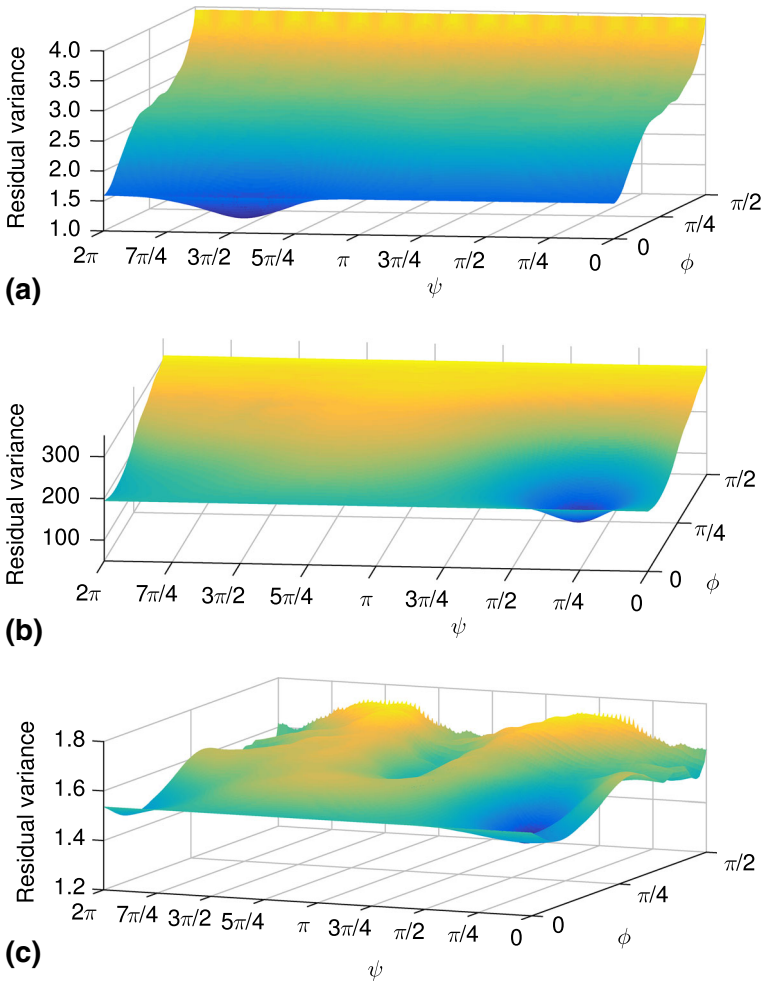 4.0
3.5
3.0
2.5
2.0
1.5
1.0
Residual variance
2π 7π/4 3π/2 5π/4 π 3π/4 π/2 π/4 0
ψ
0 π/4 π/2
ϕ
(a)
300
200
100
Residual variance
2π 7π/4 3π/2 5π/4 π 3π/4 π/2 π/4 0
ψ
0 π/4 π/2
ϕ
(b)
1.8
1.6
1.4
1.2
Residual variance
2π 7π/4 3π/2 5π/4 π 3π/4 π/2 π/4 0
ψ
0 π/4 π/2
ϕ
(c)